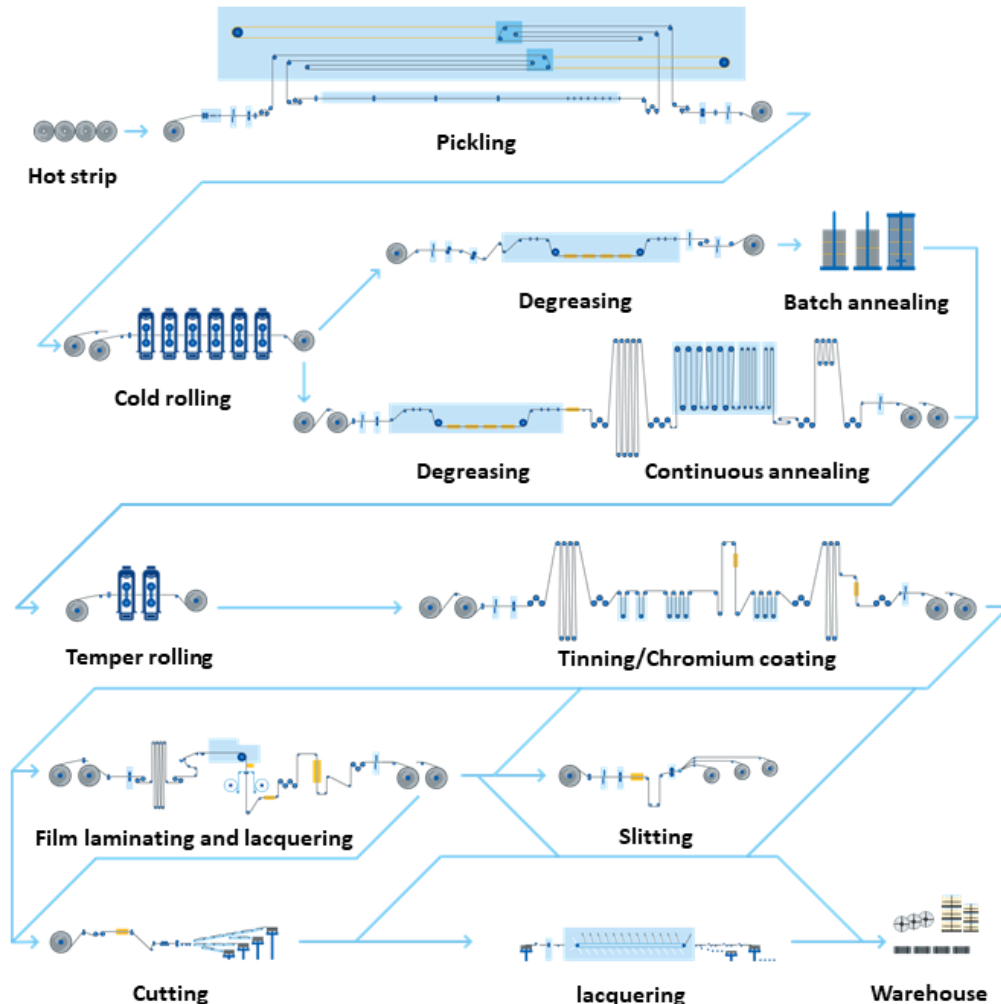 Pickling
Hot strip
Degreasing
Batch annealing
Cold rolling
Degreasing
Continuous annealing
Temper rolling
Tinning/Chromium coating
Film laminating and lacquering
Slitting
Cutting
lacquering
Warehouse